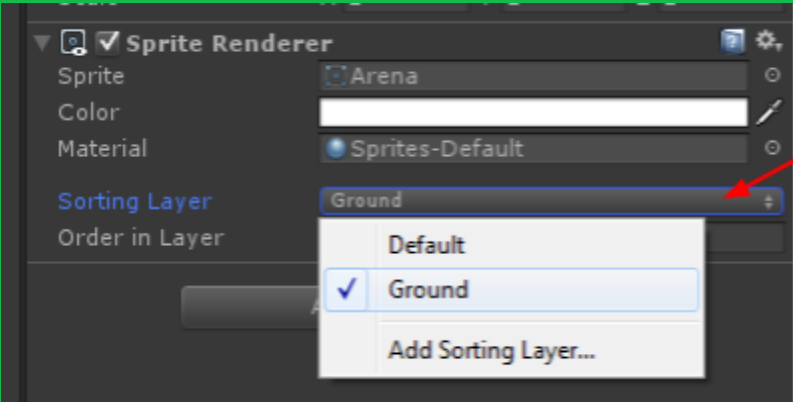 Sprite Renderer
Sprite Arena
Color
Material Sprites-Default
Sorting Layer Ground
Order in Layer
Default
Ground
Add Sorting Layer...